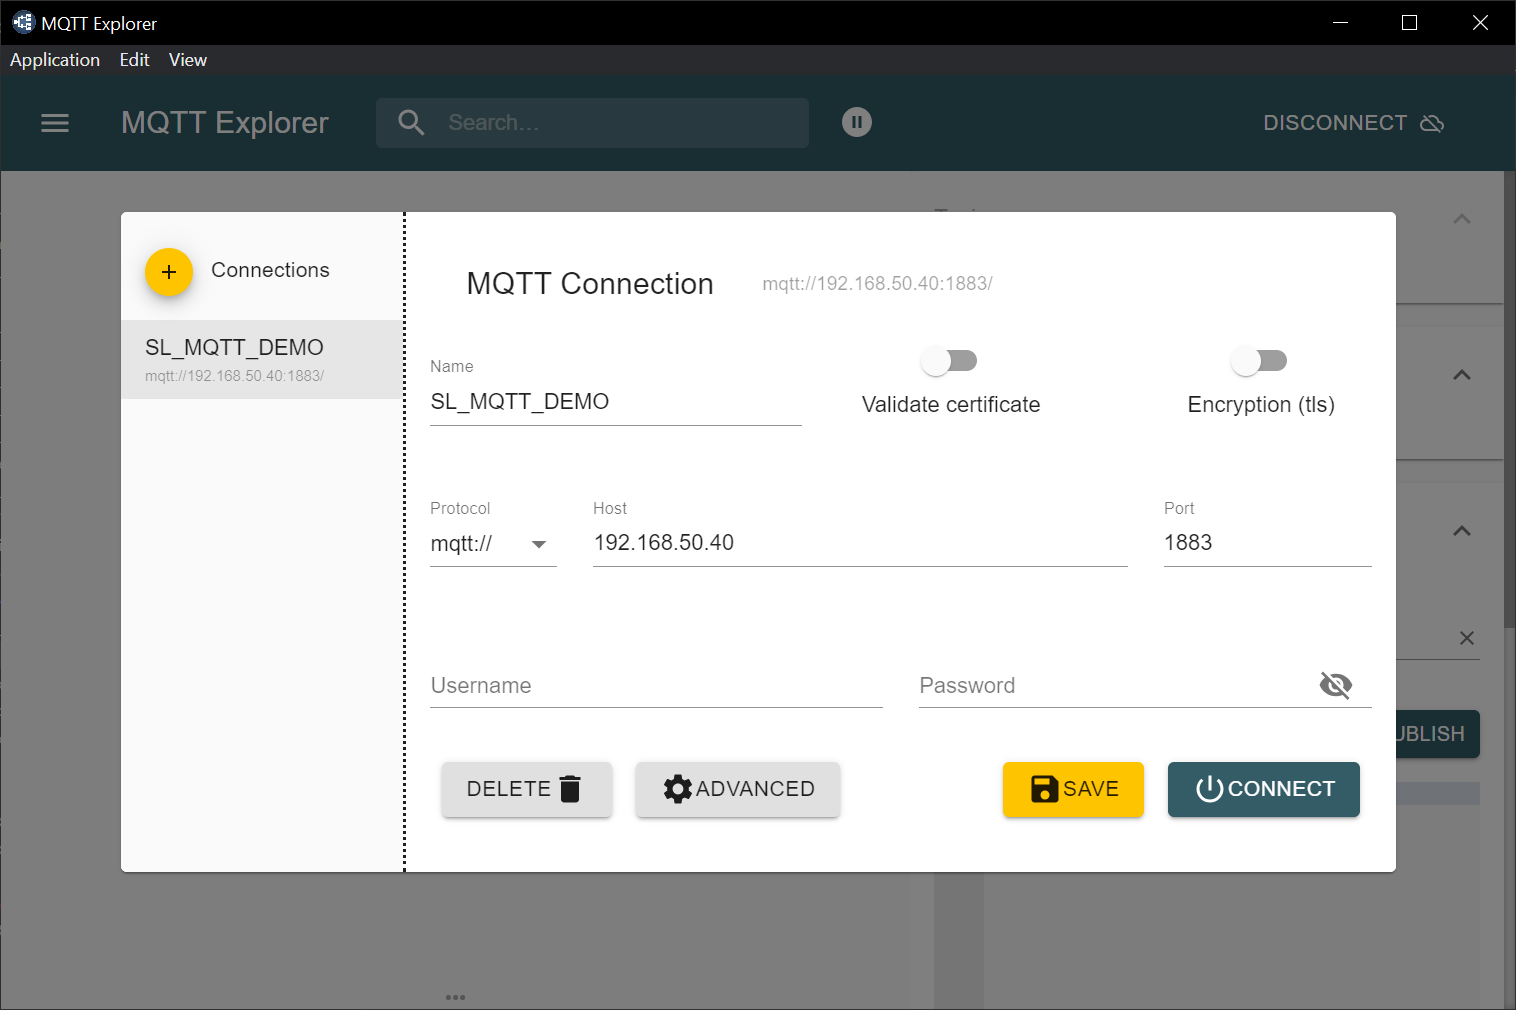 MQTT Explorer
Application Edit View
MQTT Explorer Search... DISCONNECT
Connections
SL_MQTT_DEMO
mqtt://192.168.50.40:1883/
MQTT Connection mqtt://192.168.50.40:1883/
Name
SL_MQTT_DEMO
Validate certificate
Encryption (tls)
Protocol
mqtt://
Host
192.168.50.40
Port
1883
Username
Password
DELETE ADVANCED SAVE CONNECT
UBLISH